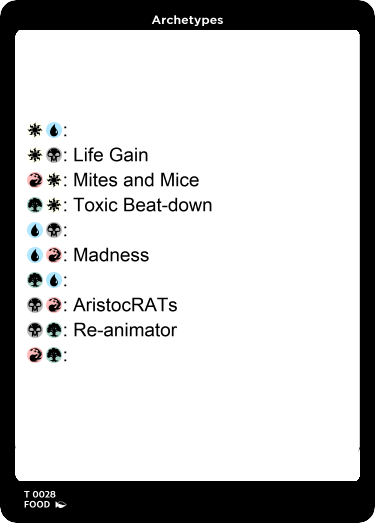 Archetypes
:
: Life Gain
: Mites and Mice
: Toxic Beat-down
:
: Madness
:
: AristocRATs
: Re-animator
:
T 0028
FOOD